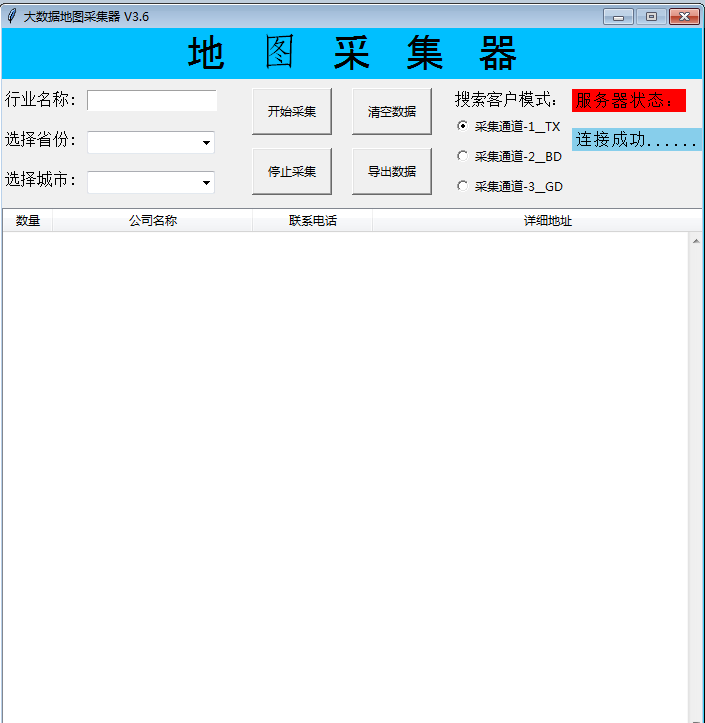 大数据地图采集器 V3.6
地 图 采 集 器
行业名称：
开始采集
清空数据
搜索客户模式：
服务器状态：
采集通道-1__TX
选择省份：
连接成功......
采集通道-2__BD
选择城市：
停止采集
导出数据
采集通道-3__GD
数量 公司名称 联系电话 详细地址